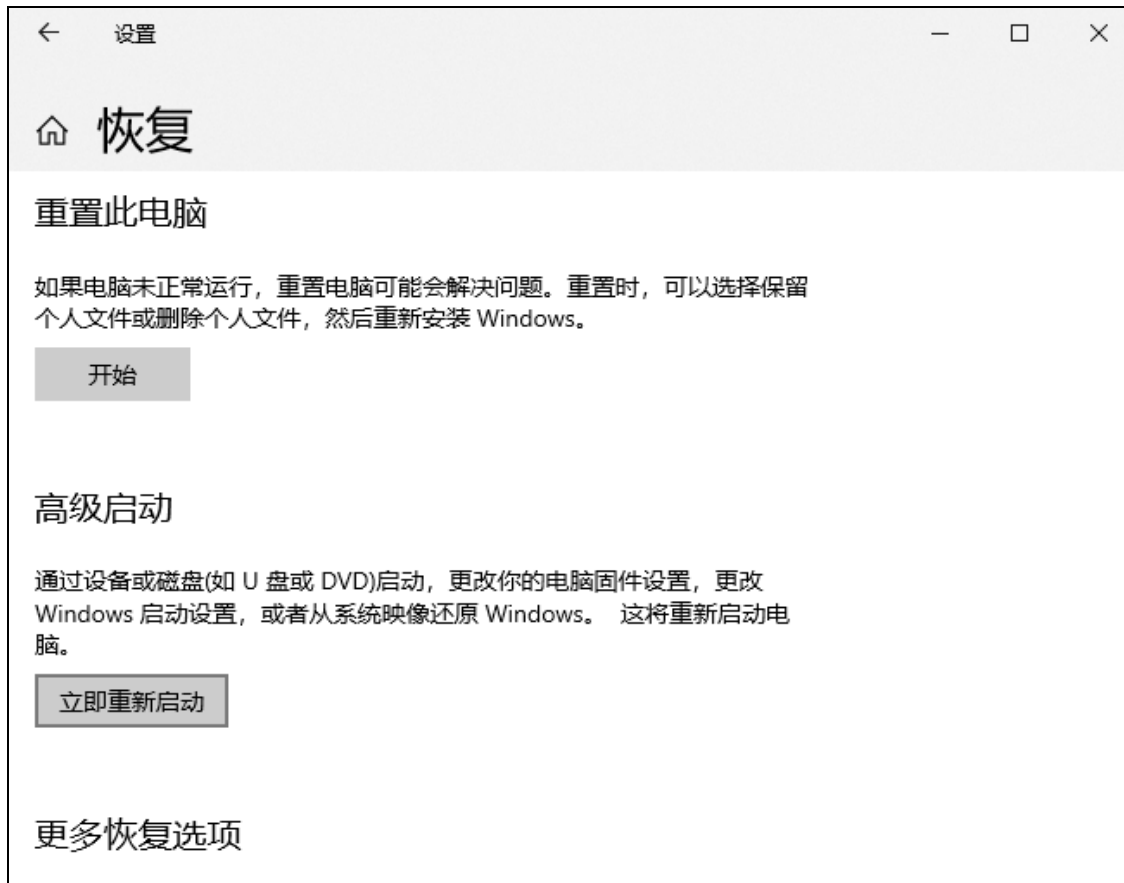 设置
恢复
重置此电脑
如果电脑未正常运行，重置电脑可能会解决问题。重置时，可以选择保留
个人文件或删除个人文件，然后重新安装 Windows。
开始
高级启动
通过设备或磁盘(如 U 盘或 DVD)启动，更改你的电脑固件设置，更改
Windows 启动设置，或者从系统映像还原 Windows。 这将重新启动电
脑。
立即重新启动
更多恢复选项